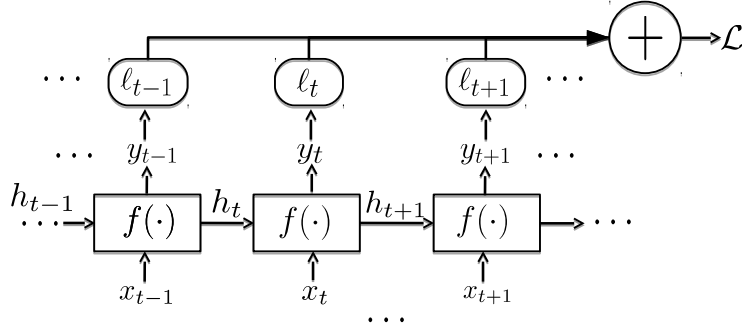 + ℒ
⋯ ℓ_{t−1} ℓ_t ℓ_{t+1} ⋯
⋯ y_{t−1} y_t y_{t+1} ⋯
h_{t−1} h_t h_{t+1}
⋯ f(·) f(·) f(·) ⋯
x_{t−1} x_t x_{t+1}
⋯